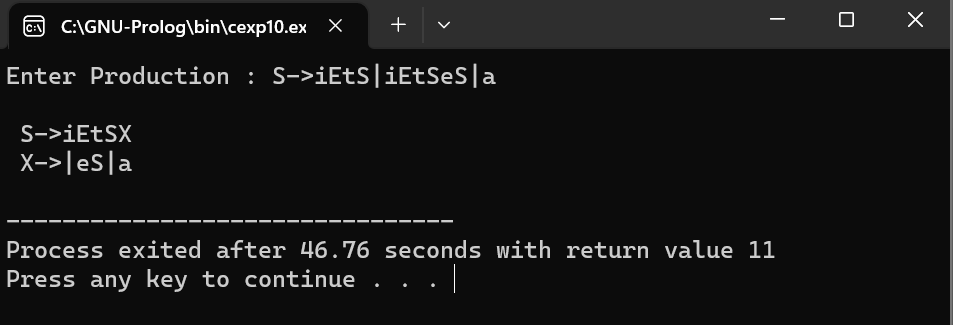 C:\GNU-Prolog\bin\cexp10.ex
Enter Production : S->iEtS|iEtSeS|a
S->iEtSX
X->|eS|a
--------------------------------
Process exited after 46.76 seconds with return value 11
Press any key to continue . . .